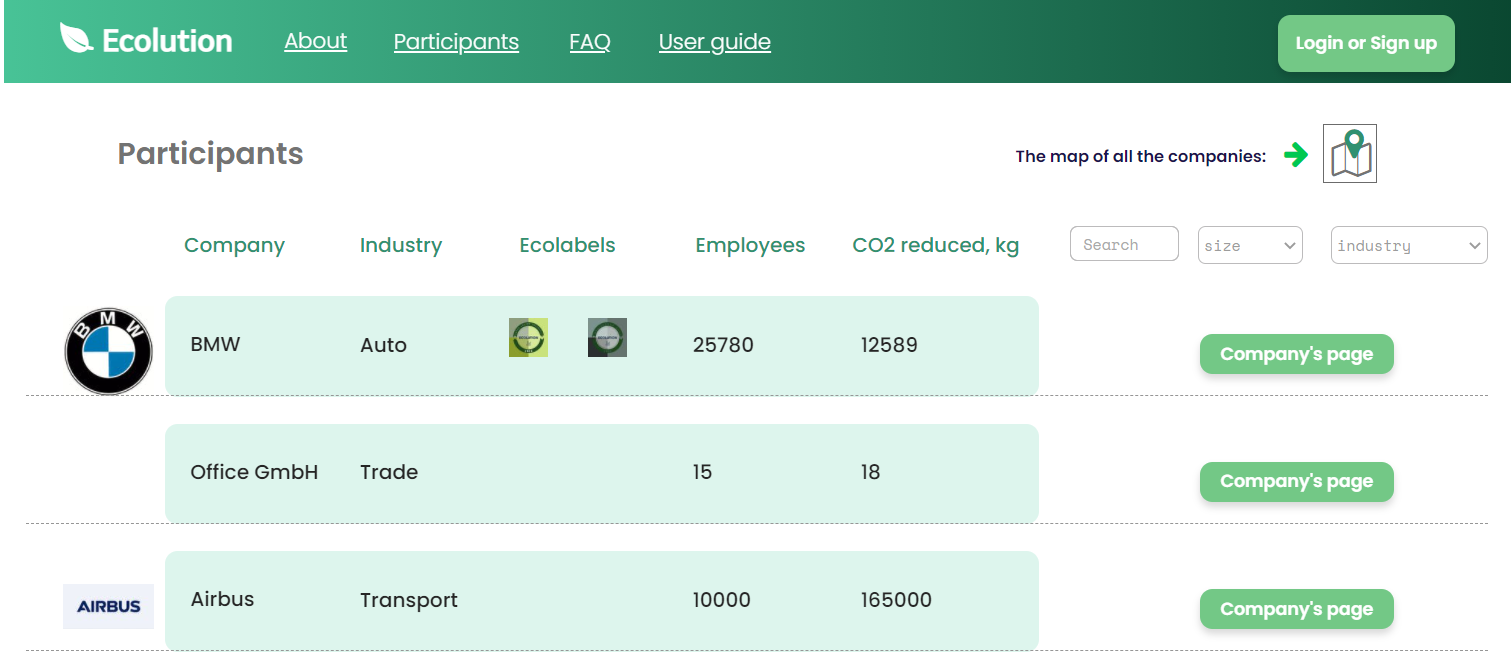 Ecolution About Participants FAQ User guide Login or Sign up
Participants The map of all the companies:
Company Industry Ecolabels Employees CO2 reduced, kg Search size industry
BMW BMW Auto ECOLUTION ECOLUTION 25780 12589 Company's page
Office GmbH Trade 15 18 Company's page
AIRBUS Airbus Transport 10000 165000 Company's page